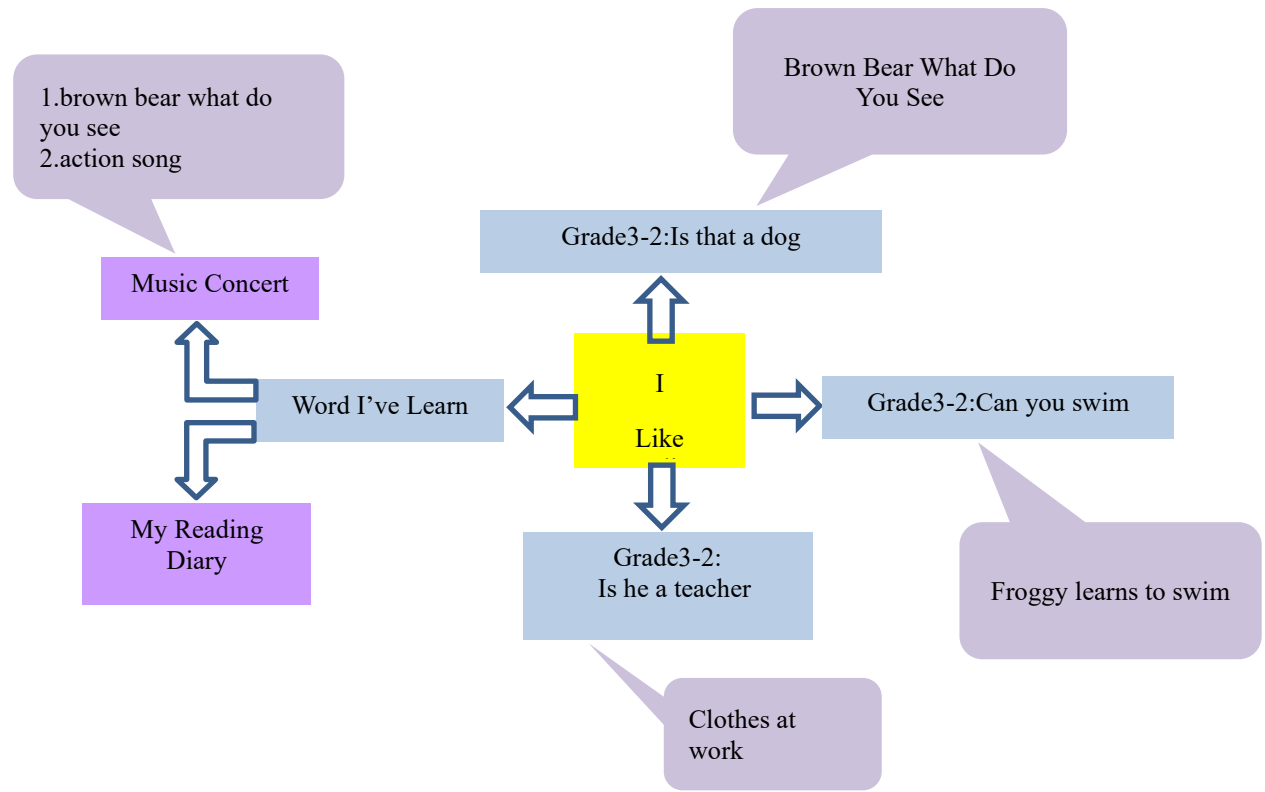 Brown Bear What Do
You See
1.brown bear what do
you see
2.action song
Grade3-2:Is that a dog
Music Concert
I
Like
Word I've Learn
Grade3-2:Can you swim
My Reading
Diary
Grade3-2:
Is he a teacher
Froggy learns to swim
Clothes at
work